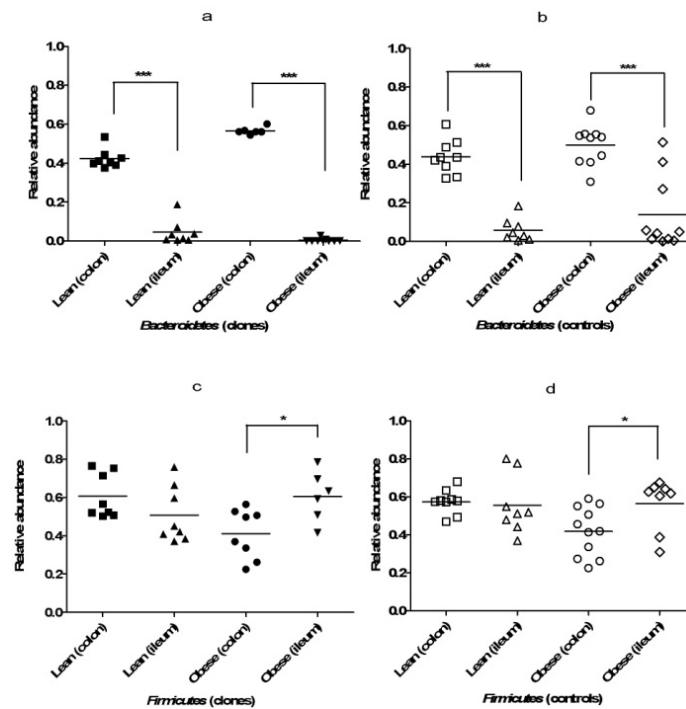 a
Relative abundance
1.0
0.8
0.6
0.4
0.2
0.0
***
***
Lean (colon)
Lean (ileum)
Obese (colon)
Obese (ileum)
Bacteroidetes (clones)
b
Relative abundance
1.0
0.8
0.6
0.4
0.2
0.0
***
***
Lean (colon)
Lean (ileum)
Obese (colon)
Obese (ileum)
Bacteroidates (controls)
c
Relative abundance
1.0
0.8
0.6
0.4
0.2
0.0
*
Lean (colon)
Lean (ileum)
Obese (colon)
Obese (ileum)
Firmicutes (clones)
d
Relative abundance
1.0
0.8
0.6
0.4
0.2
0.0
*
Lean (colon)
Lean (ileum)
Obese (colon)
Obese (ileum)
Firmicutes (controls)